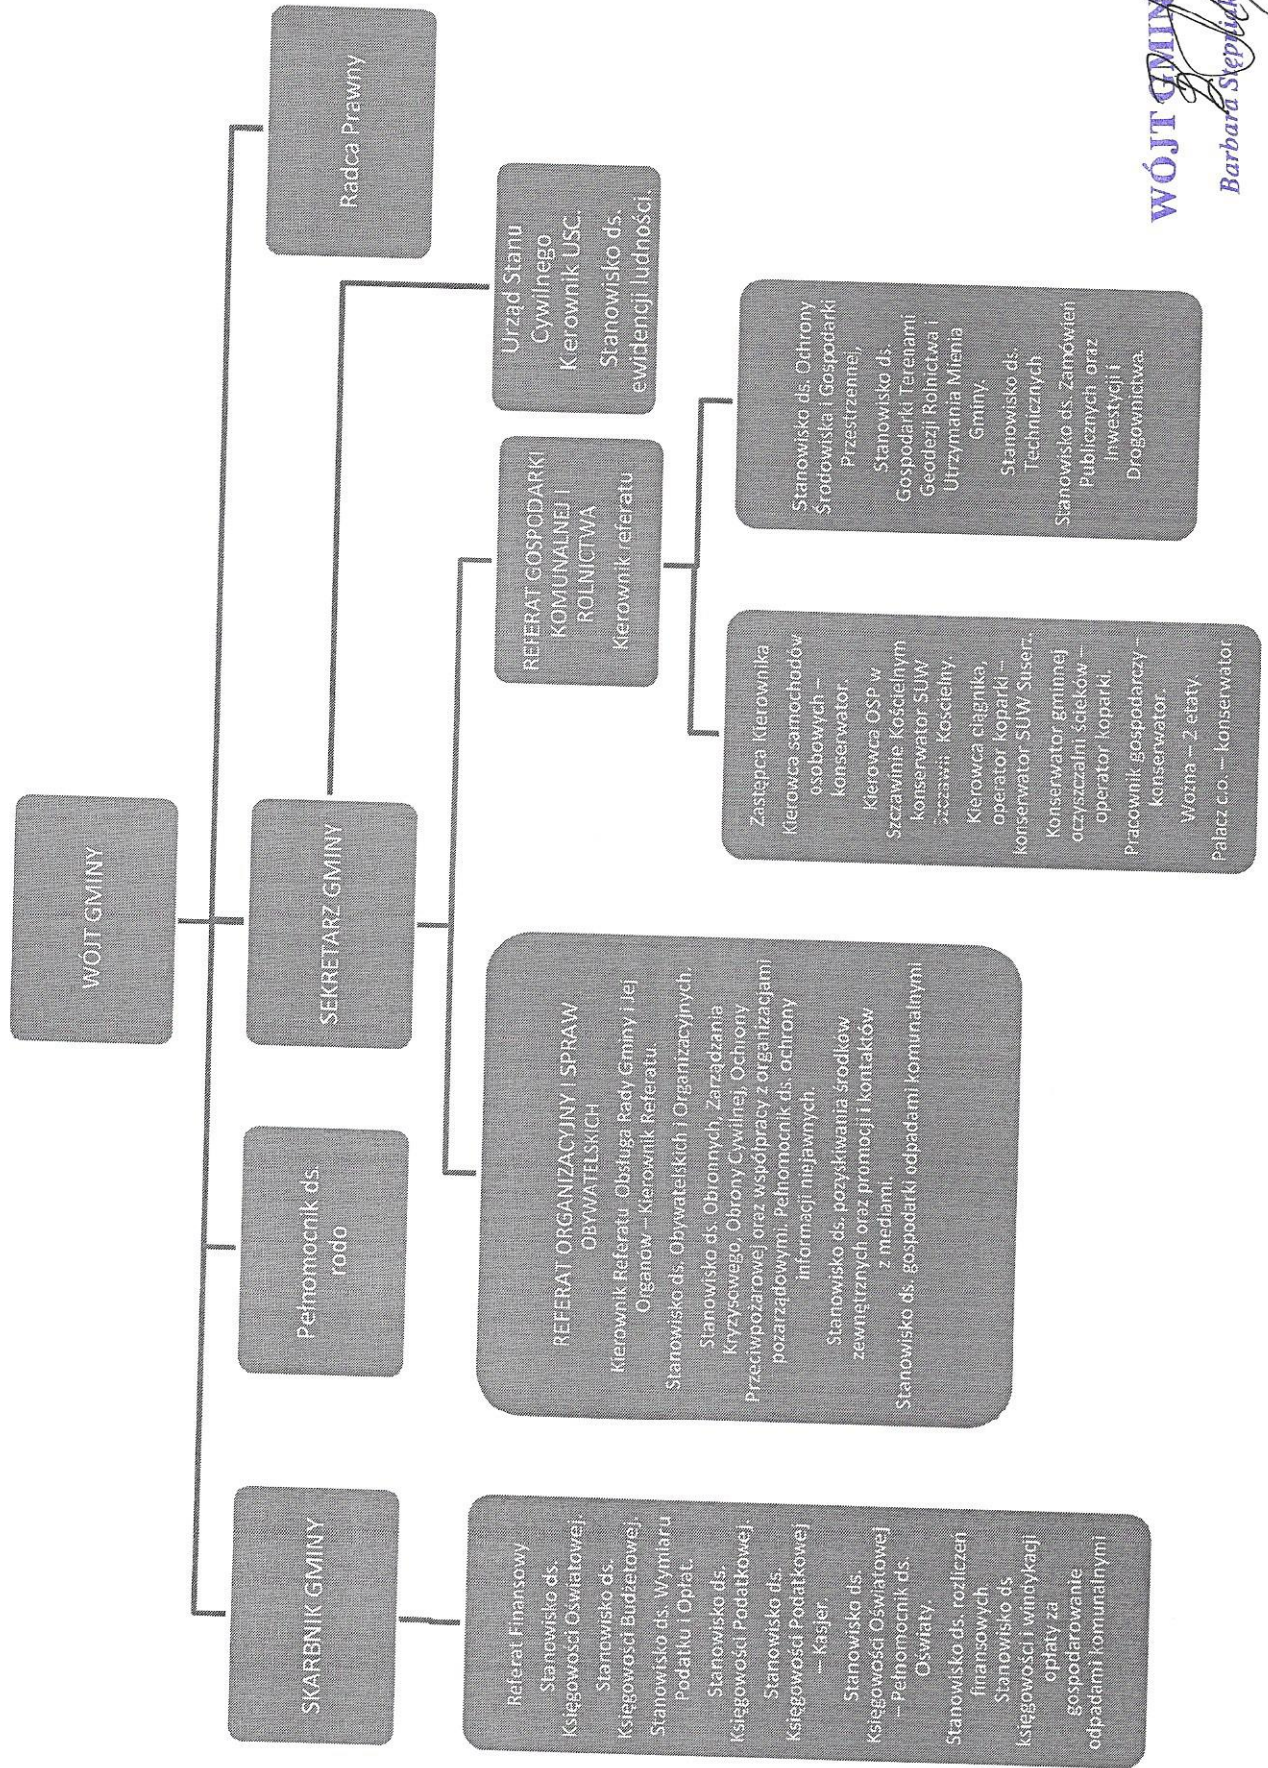 WÓJT GMINY
SKARBNIK GMINY
Pełnomocnik ds.
rodo
SEKRETARZ GMINY
Radca Prawny
Referat Finansowy
Stanowisko ds.
Księgowości Oświatowej.
Stanowisko ds.
Księgowości Budżetowej.
Stanowisko ds. Wymiaru
Podatku i Opłat.
Stanowisko ds.
Księgowości Podatkowej.
Stanowisko ds.
Księgowości Podatkowej
– Kasjer.
Stanowisko ds.
Księgowości Oświatowej
– Pełnomocnik ds.
Oświaty.
Stanowisko ds. rozliczeń
finansowych.
Stanowisko ds
księgowości i windykacji
opłaty za
gospodarowanie
odpadami komunalnymi
REFERAT ORGANIZACYJNY I SPRAW
OBYWATELSKICH
Kierownik Referatu Obsługa Rady Gminy i Jej
Organów – Kierownik Referatu.
Stanowisko ds. Obywatelskich i Organizacyjnych.
Stanowisko ds. Obronnych, Zarządzania
Kryzysowego, Obrony Cywilnej, Ochrony
Przeciwpożarowej oraz współpracy z organizacjami
pozarządowymi. Pełnomocnik ds. ochrony
informacji niejawnych.
Stanowisko ds. pozyskiwania środków
zewnętrznych oraz promocji i kontaktów
z mediami.
Stanowisko ds. gospodarki odpadami komunalnymi
REFERAT GOSPODARKI
KOMUNALNEJ I
ROLNICTWA
Kierownik referatu
Urząd Stanu
Cywilnego
Kierownik USC.
Stanowisko ds.
ewidencji ludności.
Zastępca Kierownika
Kierowca samochodów
osobowych –
konserwator.
Kierowca OSP w
Szczawinie Kościelnym
konserwator SUW
Szczawin Kościelny.
Kierowca ciągnika,
operator koparki –
konserwator SUW Suserz.
Konserwator gminnej
oczyszczalni ścieków –
operator koparki.
Pracownik gospodarczy –
konserwator.
Woźna – 2 etaty.
Palacz c.o. – konserwator.
Stanowisko ds. Ochrony
Środowiska i Gospodarki
Przestrzennej,
Stanowisko ds.
Gospodarki Terenami
Geodezji Rolnictwa i
Utrzymania Mienia
Gminy.
Stanowisko ds.
Technicznych
Stanowisko ds. Zamówień
Publicznych oraz
Inwestycji i
Drogownictwa.
WÓJT GMIN
Barbara Stępniak